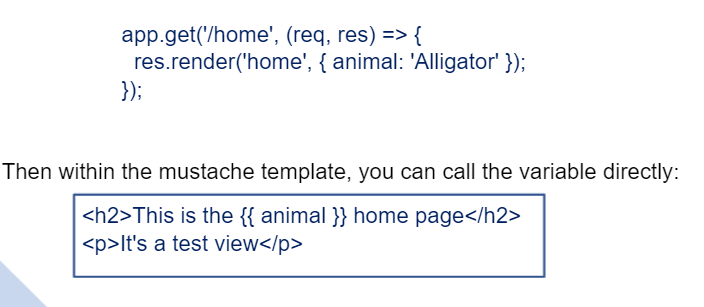 app.get('/home', (req, res) => {
res.render('home', { animal: 'Alligator' });
});
Then within the mustache template, you can call the variable directly:
<h2>This is the {{ animal }} home page</h2>
<p>It's a test view</p>